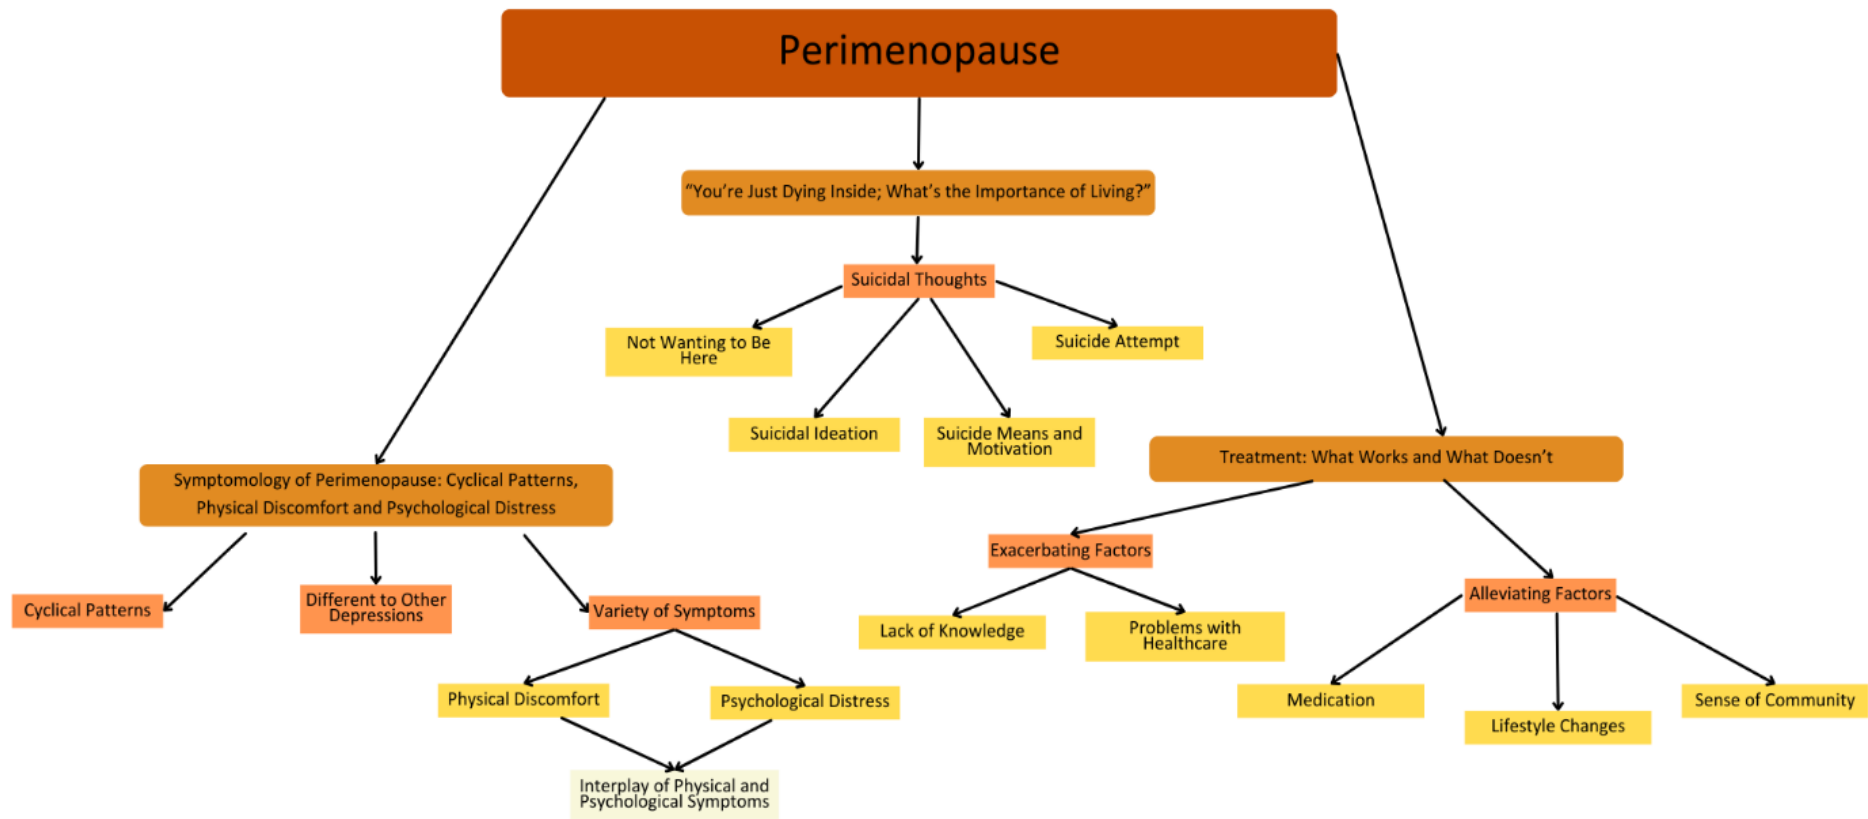 Perimenopause
“You’re Just Dying Inside; What’s the Importance of Living?”
Suicidal Thoughts
Not Wanting to Be
Here
Suicide Attempt
Suicidal Ideation
Suicide Means and
Motivation
Symptomology of Perimenopause: Cyclical Patterns,
Physical Discomfort and Psychological Distress
Cyclical Patterns
Different to Other
Depressions
Variety of Symptoms
Physical Discomfort
Psychological Distress
Interplay of Physical and
Psychological Symptoms
Treatment: What Works and What Doesn’t
Exacerbating Factors
Lack of Knowledge
Problems with
Healthcare
Alleviating Factors
Medication
Lifestyle Changes
Sense of Community